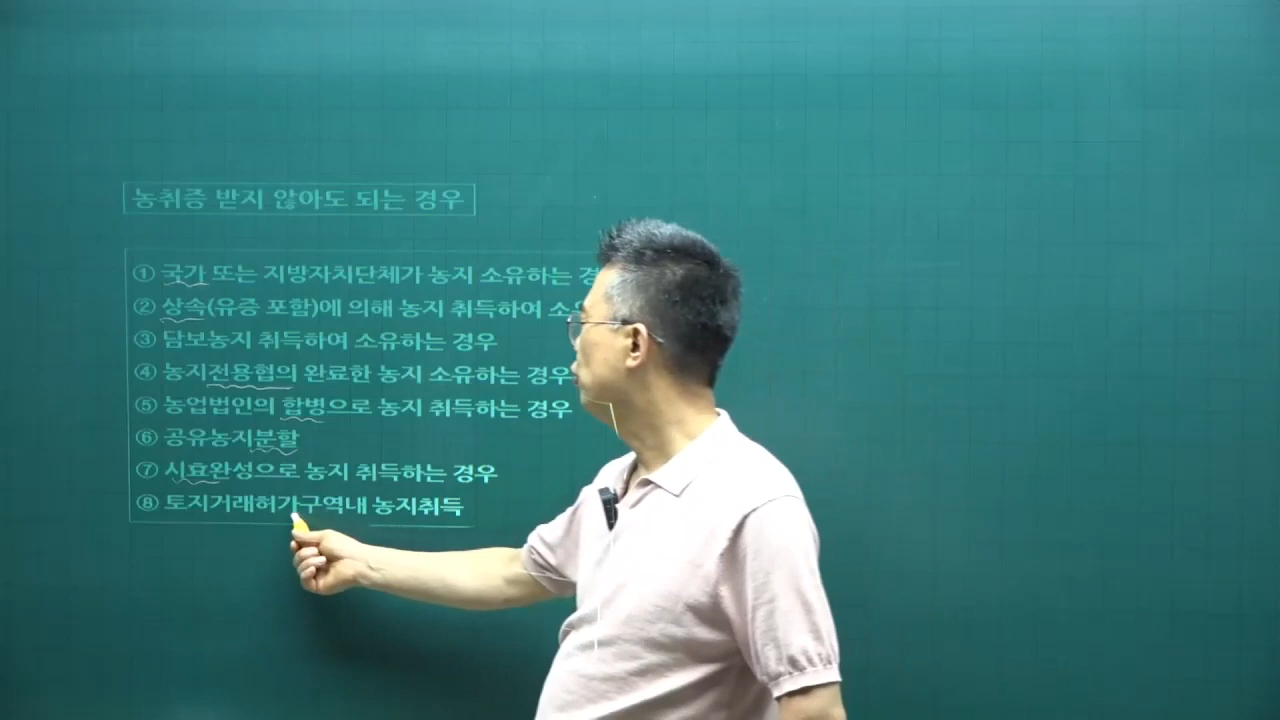 농취증 받지 않아도 되는 경우
① 국가 또는 지방자치단체가 농지 소유하는
② 상속(유증 포함)에 의해 농지 취득하여
③ 담보농지 취득하여 소유하는 경우
④ 농지전용협의 완료한 농지 소유하는 경우
⑤ 농업법인의 합병으로 농지 취득하는 경우
⑥ 공유농지분할
⑦ 시효완성으로 농지 취득하는 경우
⑧ 토지거래허가구역내 농지취득